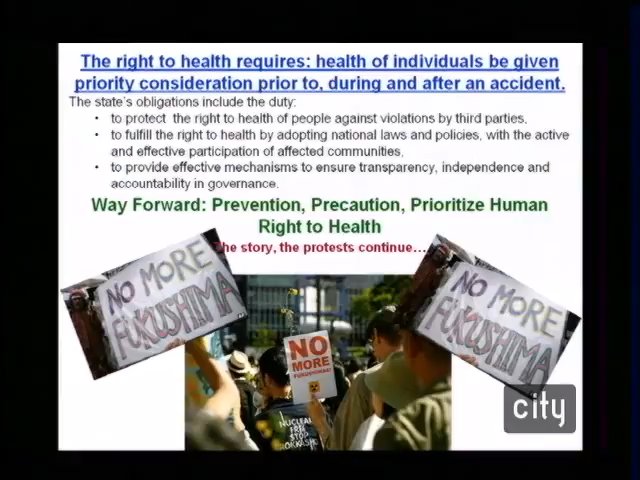 The right to health requires: health of individuals be given
priority consideration prior to, during and after an accident.
The state's obligations include the duty:
• to protect the right to health of people against violations by third parties,
• to fulfill the right to health by adopting national laws and policies, with the active
and effective participation of affected communities,
• to provide effective mechanisms to ensure transparency, independence and
accountability in governance.
Way Forward: Prevention, Precaution, Prioritize Human
Right to Health
he story, the protests continue....
NO MORE
FUKUSHIMA
NO MORE
FUKUSHIMA
NO
MORE
FUKUSHIMAS!
NUCLEAR
FREE
STOP
city